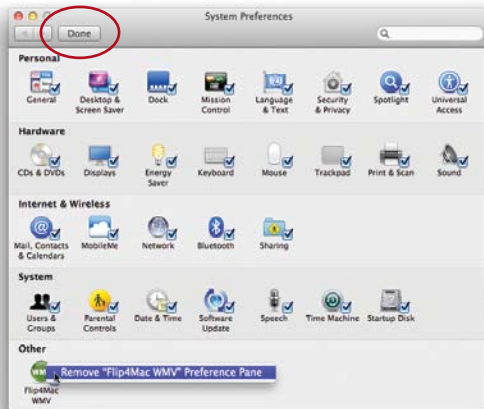 System Preferences
Done
Personal
General
Desktop & Screen Saver
Dock
Mission Control
Language & Text
Security & Privacy
Spotlight
Universal Access
Hardware
CDs & DVDs
Displays
Energy Saver
Keyboard
Mouse
Trackpad
Print & Scan
Sound
Internet & Wireless
Mail, Contacts & Calendars
MobileMe
Network
Bluetooth
Sharing
System
Users & Groups
Parental Controls
Date & Time
Software Update
Speech
Time Machine
Startup Disk
Other
WM
Remove "Flip4Mac WMV" Preference Pane
Flip4Mac WMV